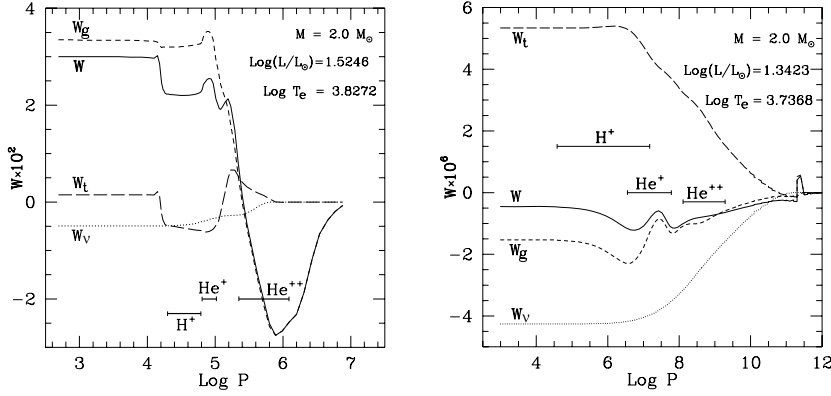 W_g
M = 2.0 M_⊙
W
Log(L/L_⊙)=1.5246
Log T_e = 3.8272
4
2
0
−2
W×10²
W_t
W_ν
He⁺
He⁺⁺
H⁺
3 4 5 6 7
Log P
W_t
M = 2.0 M_⊙
Log(L/L_⊙)=1.3423
Log T_e = 3.7368
6
4
2
0
−2
−4
W×10⁶
H⁺
He⁺
He⁺⁺
W
W_g
W_ν
4 6 8 10 12
Log P